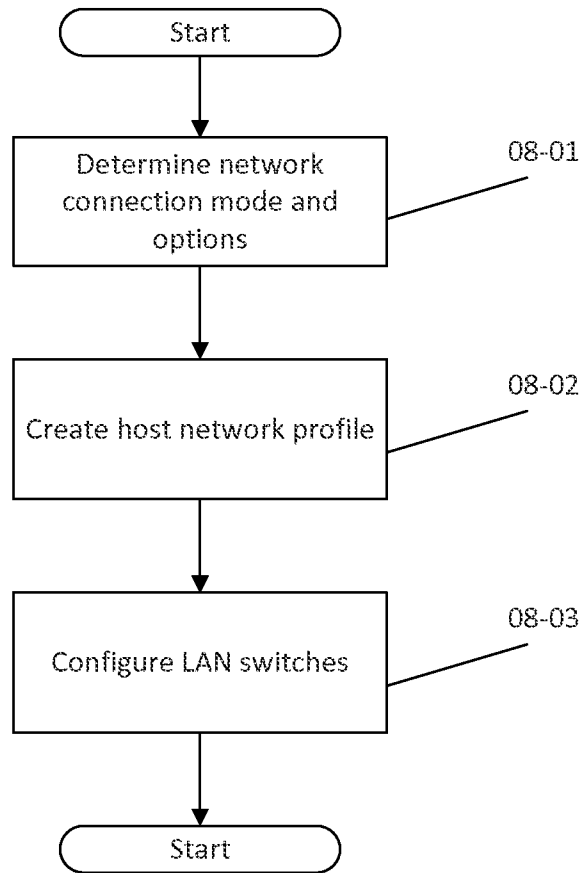 Start
Determine network
connection mode and
options
08-01
Create host network profile
08-02
Configure LAN switches
08-03
Start